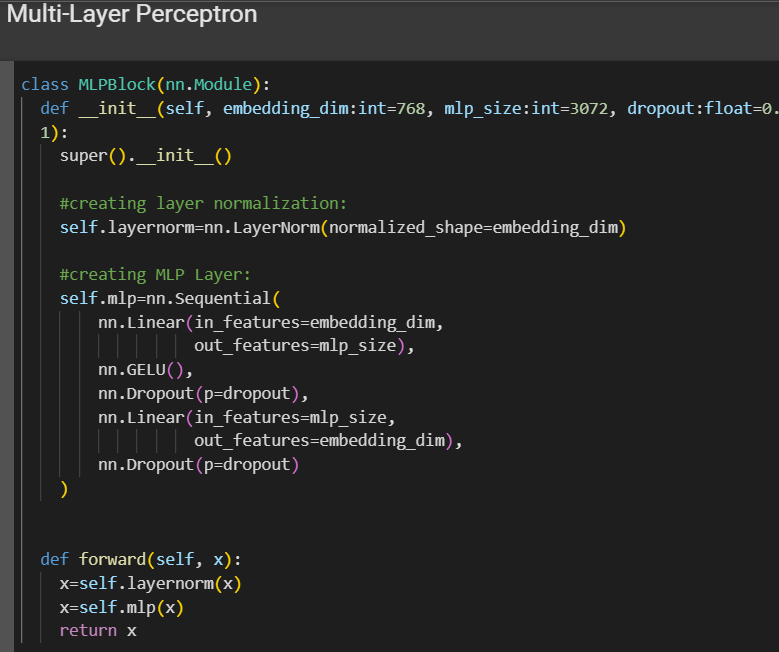 Multi-Layer Perceptron
class MLPBlock(nn.Module):
def __init__(self, embedding_dim:int=768, mlp_size:int=3072, dropout:float=0.
1):
super().__init__()
#creating layer normalization:
self.layernorm=nn.LayerNorm(normalized_shape=embedding_dim)
#creating MLP Layer:
self.mlp=nn.Sequential(
nn.Linear(in_features=embedding_dim,
out_features=mlp_size),
nn.GELU(),
nn.Dropout(p=dropout),
nn.Linear(in_features=mlp_size,
out_features=embedding_dim),
nn.Dropout(p=dropout)
)
def forward(self, x):
x=self.layernorm(x)
x=self.mlp(x)
return x